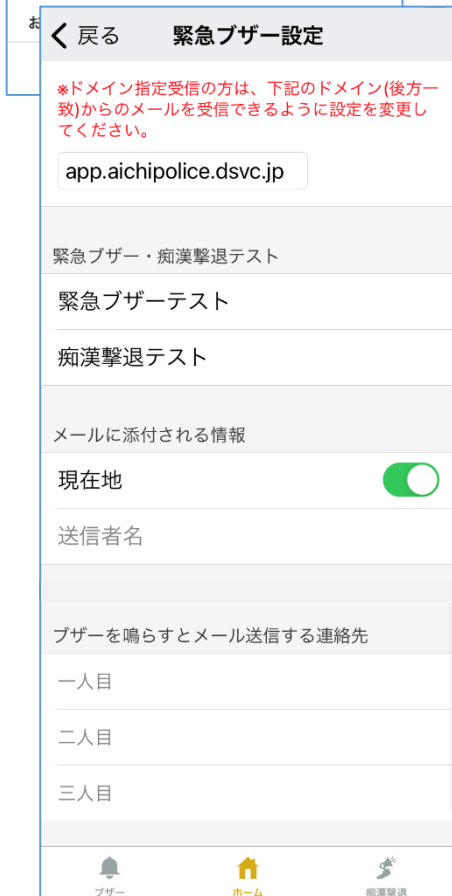 お
戻る 緊急ブザー設定
※ドメイン指定受信の方は、下記のドメイン(後方一
致)からのメールを受信できるように設定を変更し
てください。
app.aichipolice.dsvc.jp
緊急ブザー・痴漢撃退テスト
緊急ブザーテスト
痴漢撃退テスト
メールに添付される情報
現在地
送信者名
ブザーを鳴らすとメール送信する連絡先
一人目
二人目
三人目
ブザー ホーム 痴漢撃退